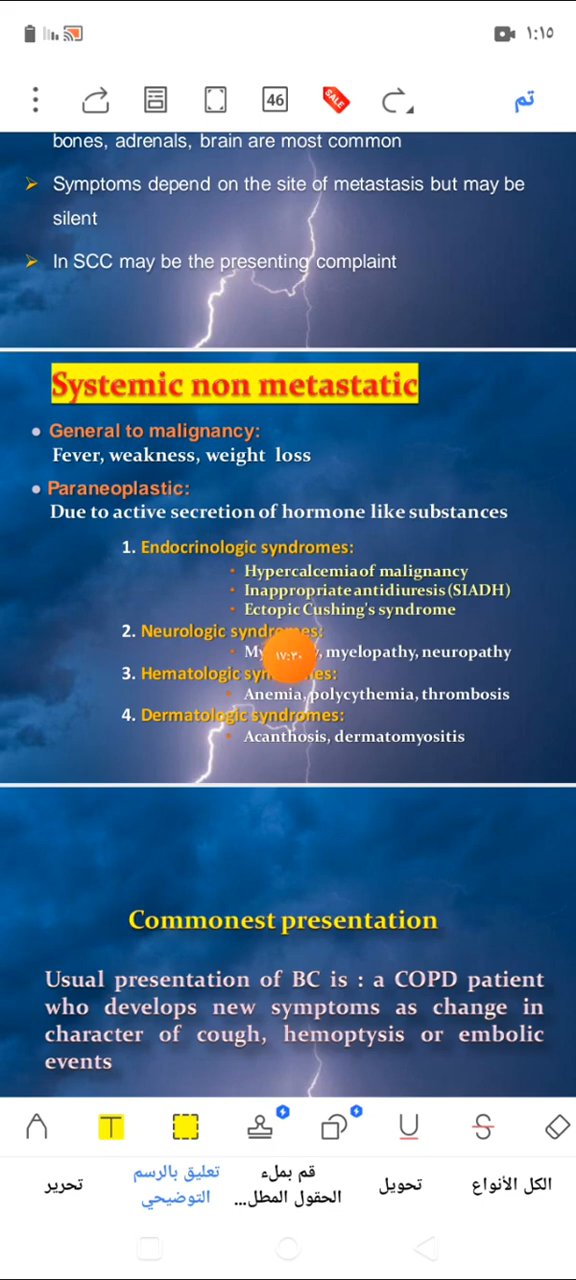 ١:١٥
46
SALE
تم
bones, adrenals, brain are most common
Symptoms depend on the site of metastasis but may be
silent
In SCC may be the presenting complaint
Systemic non metastatic
General to malignancy:
Fever, weakness, weight loss
Paraneoplastic:
Due to active secretion of hormone like substances
1. Endocrinologic syndromes:
Hypercalcemia of malignancy
Inappropriate antidiuresis (SIADH)
Ectopic Cushing's syndrome
2. Neurologic syndromes:
, myelopathy, neuropathy
١٧:٣٠
3. Hematologic syndromes:
Anemia, polycythemia, thrombosis
4. Dermatologic syndromes:
Acanthosis, dermatomyositis
Commonest presentation
Usual presentation of BC is : a COPD patient
who develops new symptoms as change in
character of cough, hemoptysis or embolic
events
T
U
S
الكل الأنواع
تحويل
قم بملء
الحقول المطل...
تعليق بالرسم
التوضيحي
تحرير